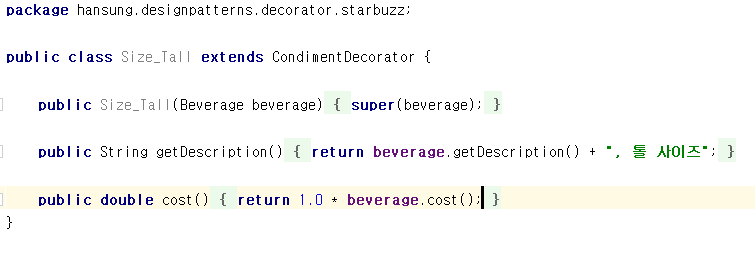 package hansung.designpatterns.decorator.starbuzz;
public class Size_Tall extends CondimentDecorator {
public Size_Tall(Beverage beverage) { super(beverage); }
public String getDescription() { return beverage.getDescription() + ", 톨 사이즈"; }
public double cost() { return 1.0 * beverage.cost(); }
}